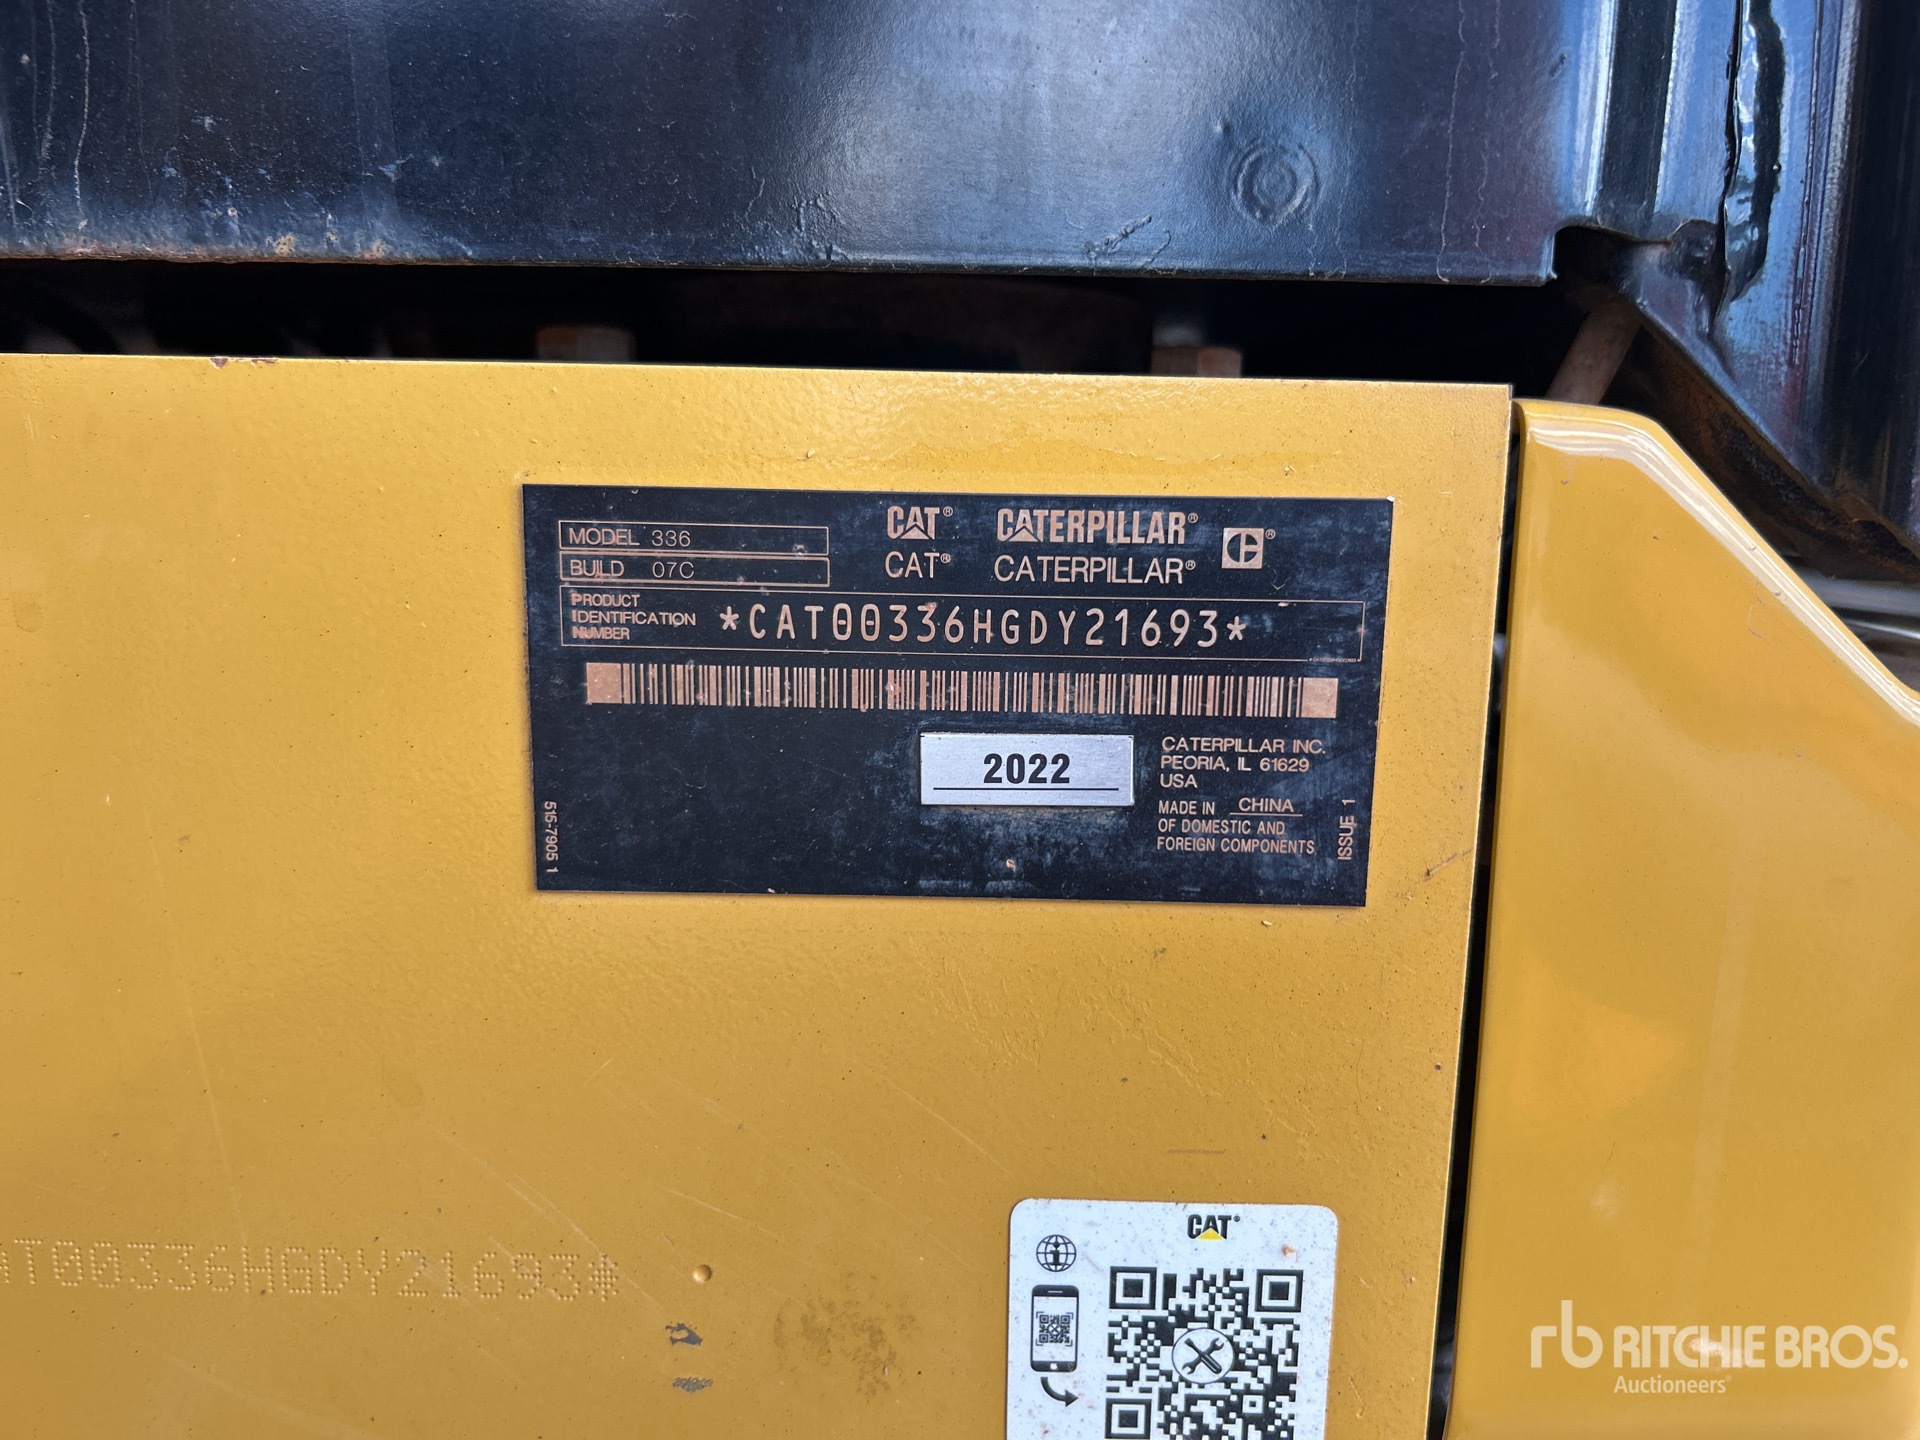 MODEL 336
BUILD 07C
CAT® CATERPILLAR® ®
CAT® CATERPILLAR®
PRODUCT
IDENTIFICATION
NUMBER
*CAT00336HGDY21693*
2022
CATERPILLAR INC.
PEORIA, IL 61629
USA
MADE IN CHINA
OF DOMESTIC AND
FOREIGN COMPONENTS
515-7905 1
ISSUE 1
AT00336HGDY21693*
CAT®
rb RITCHIE BROS.
Auctioneers®